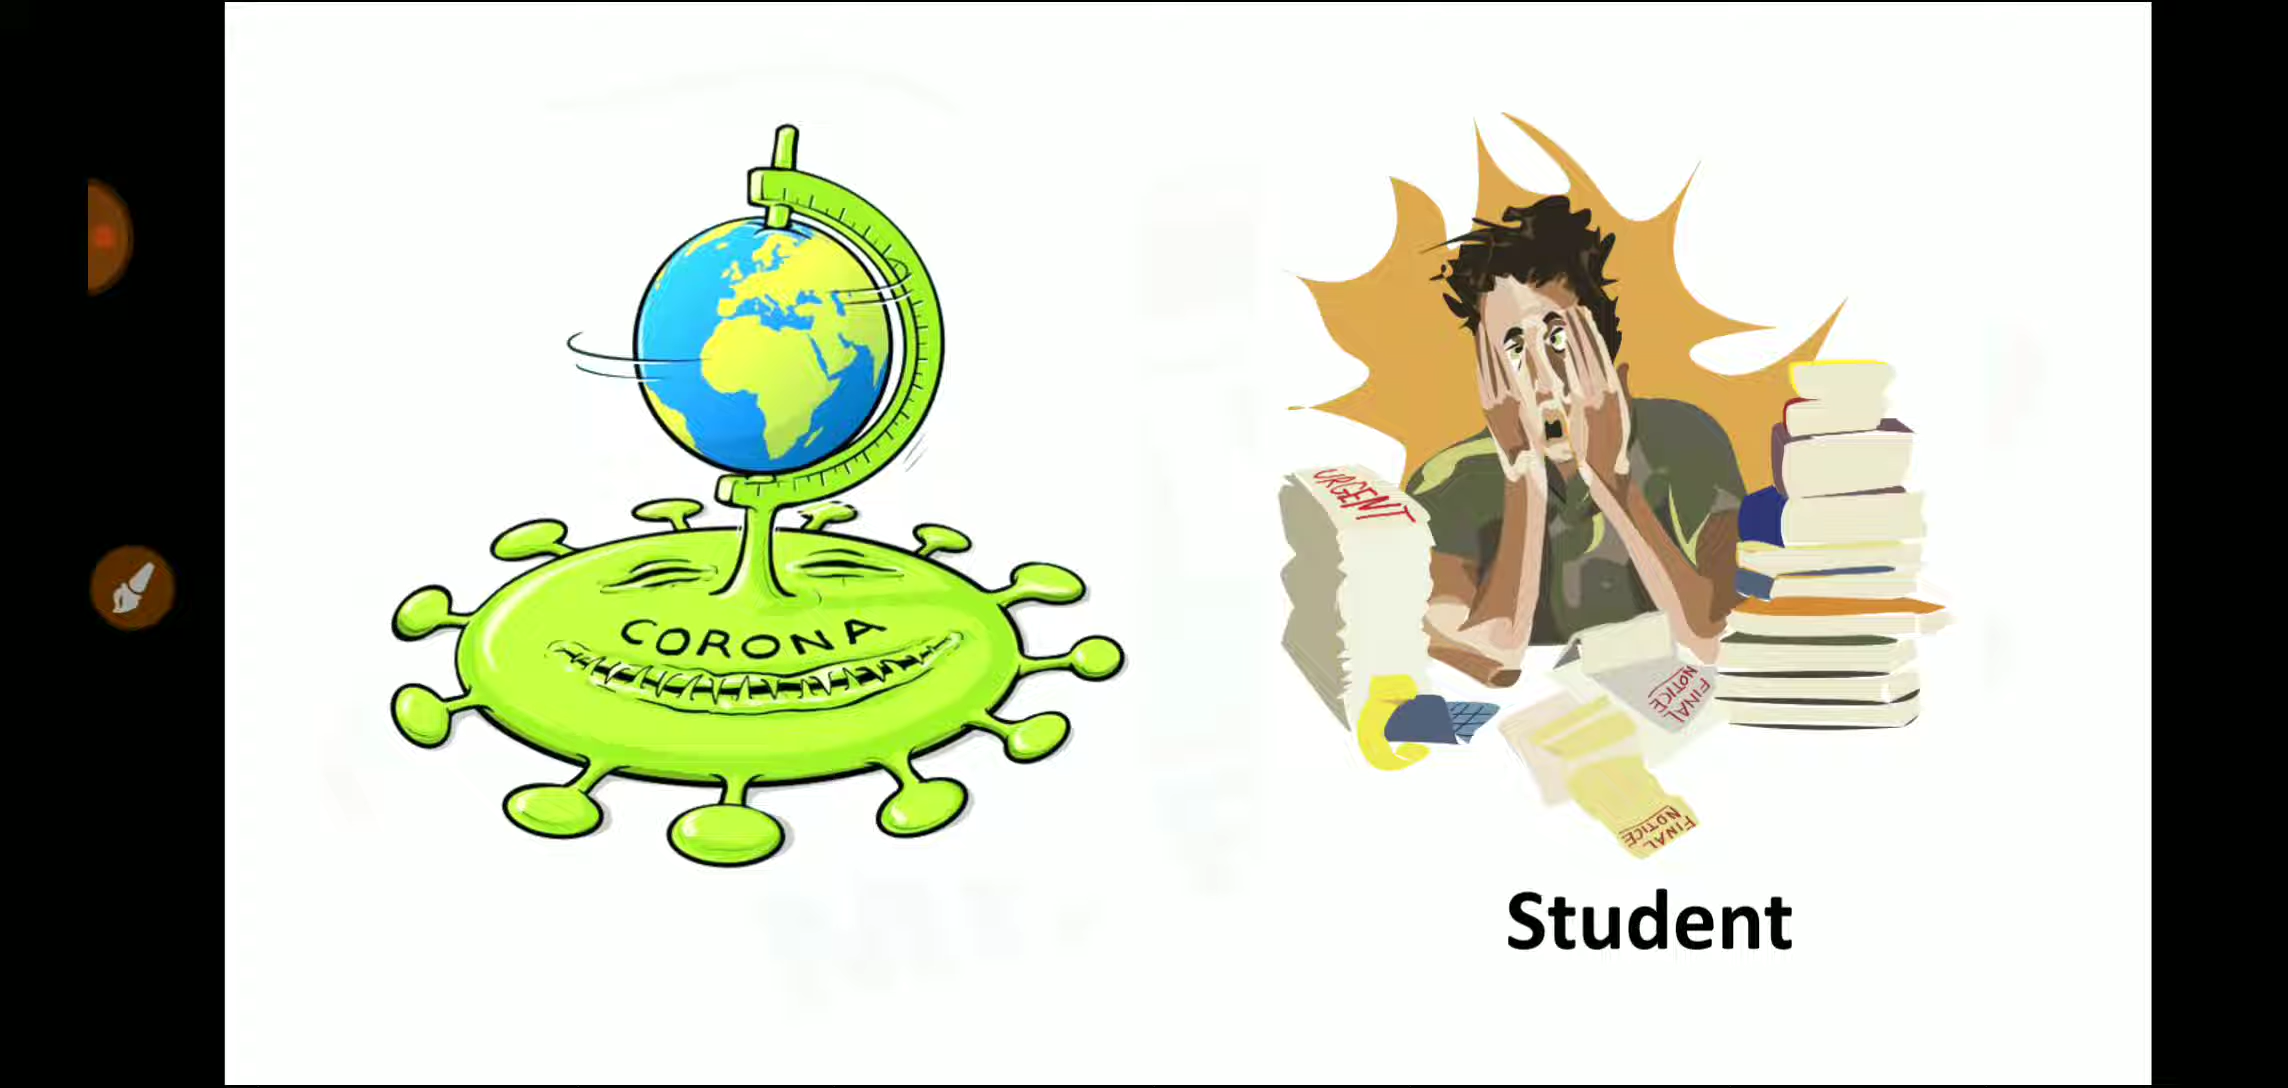 CORONA
URGENT
FINAL
NOTICE
FINAL
NOTICE
Student